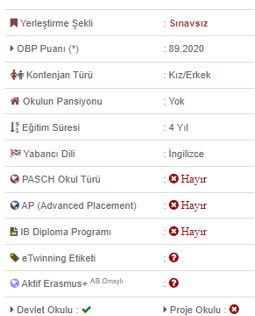 Yerleştirme Şekli : Sınavsız
OBP Puanı (*) : 89.2020
Kontenjan Türü : Kız/Erkek
Okulun Pansiyonu : Yok
Eğitim Süresi : 4 Yıl
Yabancı Dili : İngilizce
PASCH Okul Türü : Hayır
AP (Advanced Placement) : Hayır
IB Diploma Programı : Hayır
eTwinning Etiketi :
Aktif Erasmus+ AB Onaylı :
Devlet Okulu : Proje Okulu :